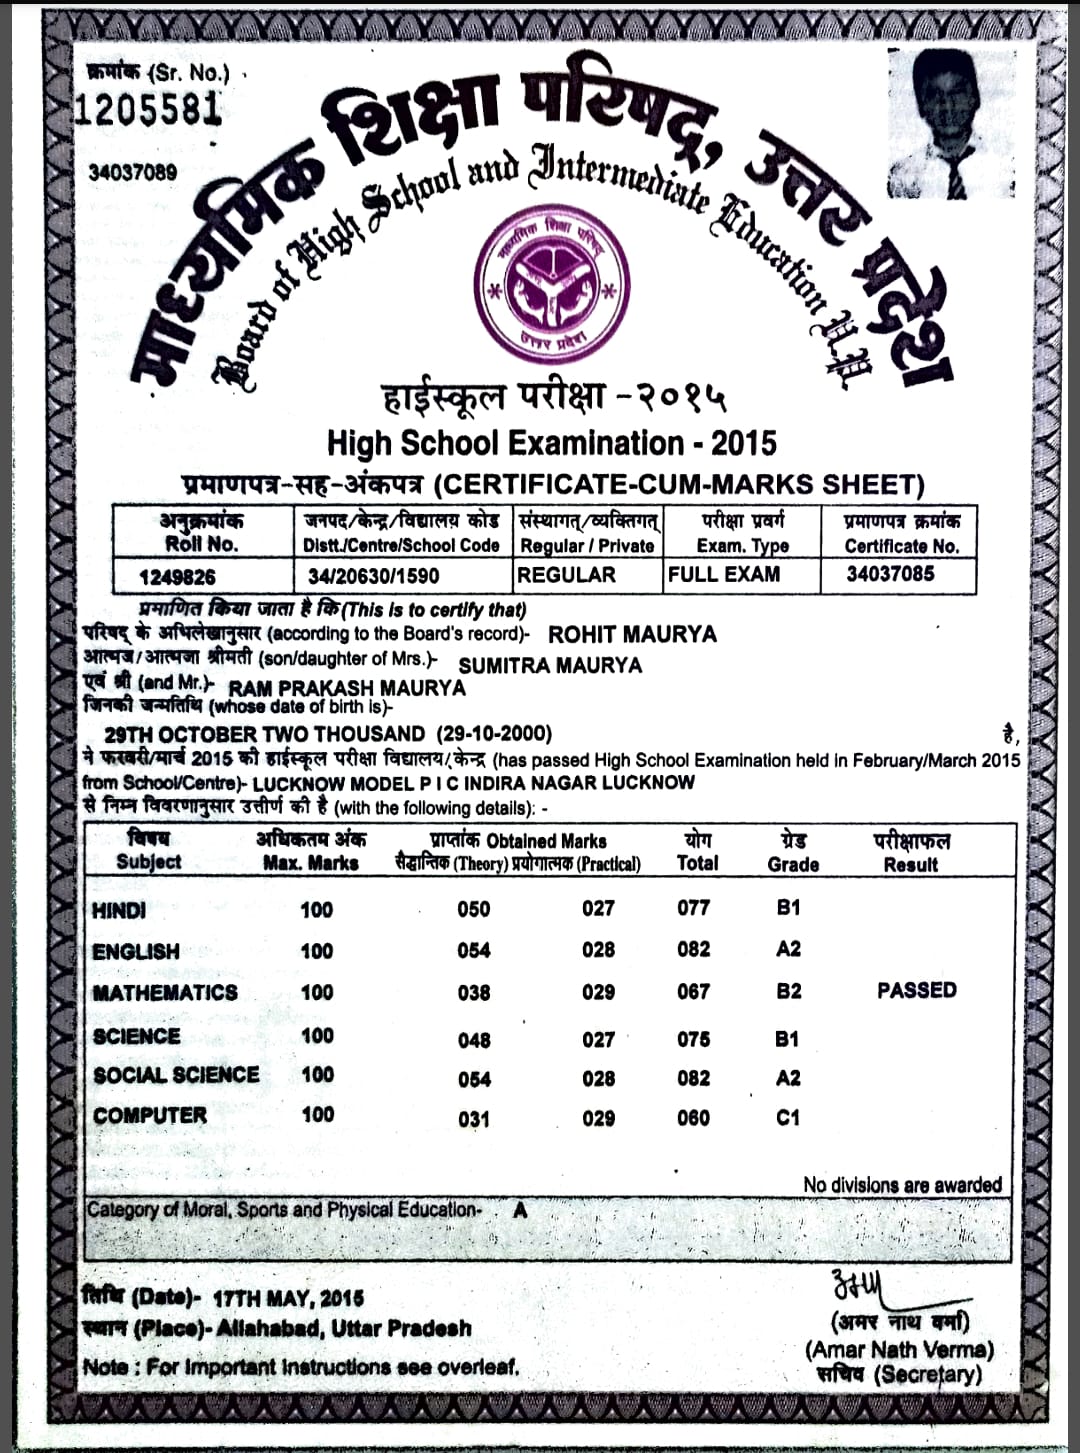 क्रमांक (Sr. No.)
1205581
34037089
माध्यमिक शिक्षा परिषद्, उत्तर प्रदेश
Board of High School and Intermediate Education U.P.
माध्यमिक शिक्षा परिषद्
उत्तर प्रदेश
हाईस्कूल परीक्षा -२०१५
High School Examination - 2015
प्रमाणपत्र-सह-अंकपत्र (CERTIFICATE-CUM-MARKS SHEET)
अनुक्रमांक जनपद/केन्द्र/विद्यालय कोड संस्थागत्/व्यक्तिगत् परीक्षा प्रवर्ग प्रमाणपत्र क्रमांक
Roll No. Distt./Centre/School Code Regular / Private Exam. Type Certificate No.
1249826 34/20630/1590 REGULAR FULL EXAM 34037085
प्रमाणित किया जाता है कि (This is to certify that)
परिषद् के अभिलेखानुसार (according to the Board's record)- ROHIT MAURYA
आत्मज/आत्मजा श्रीमती (son/daughter of Mrs.)- SUMITRA MAURYA
एवं श्री (and Mr.)- RAM PRAKASH MAURYA
जिनकी जन्मतिथि (whose date of birth is)-
29TH OCTOBER TWO THOUSAND (29-10-2000) है,
ने फरवरी/मार्च 2015 की हाईस्कूल परीक्षा विद्यालय/केन्द्र (has passed High School Examination held in February/March 2015
from School/Centre)- LUCKNOW MODEL P I C INDIRA NAGAR LUCKNOW
से निम्न विवरणानुसार उत्तीर्ण की है (with the following details): -
विषय अधिकतम अंक प्राप्तांक Obtained Marks योग ग्रेड परीक्षाफल
Subject Max. Marks सैद्धान्तिक (Theory) प्रयोगात्मक (Practical) Total Grade Result
HINDI 100 050 027 077 B1
ENGLISH 100 054 028 082 A2
MATHEMATICS 100 038 029 067 B2 PASSED
SCIENCE 100 048 027 075 B1
SOCIAL SCIENCE 100 054 028 082 A2
COMPUTER 100 031 029 060 C1
No divisions are awarded
Category of Moral, Sports and Physical Education- A
तिथि (Date)- 17TH MAY, 2015
स्थान (Place)- Allahabad, Uttar Pradesh
(अमर नाथ वर्मा)
(Amar Nath Verma)
Note : For Important Instructions see overleaf.
सचिव (Secretary)